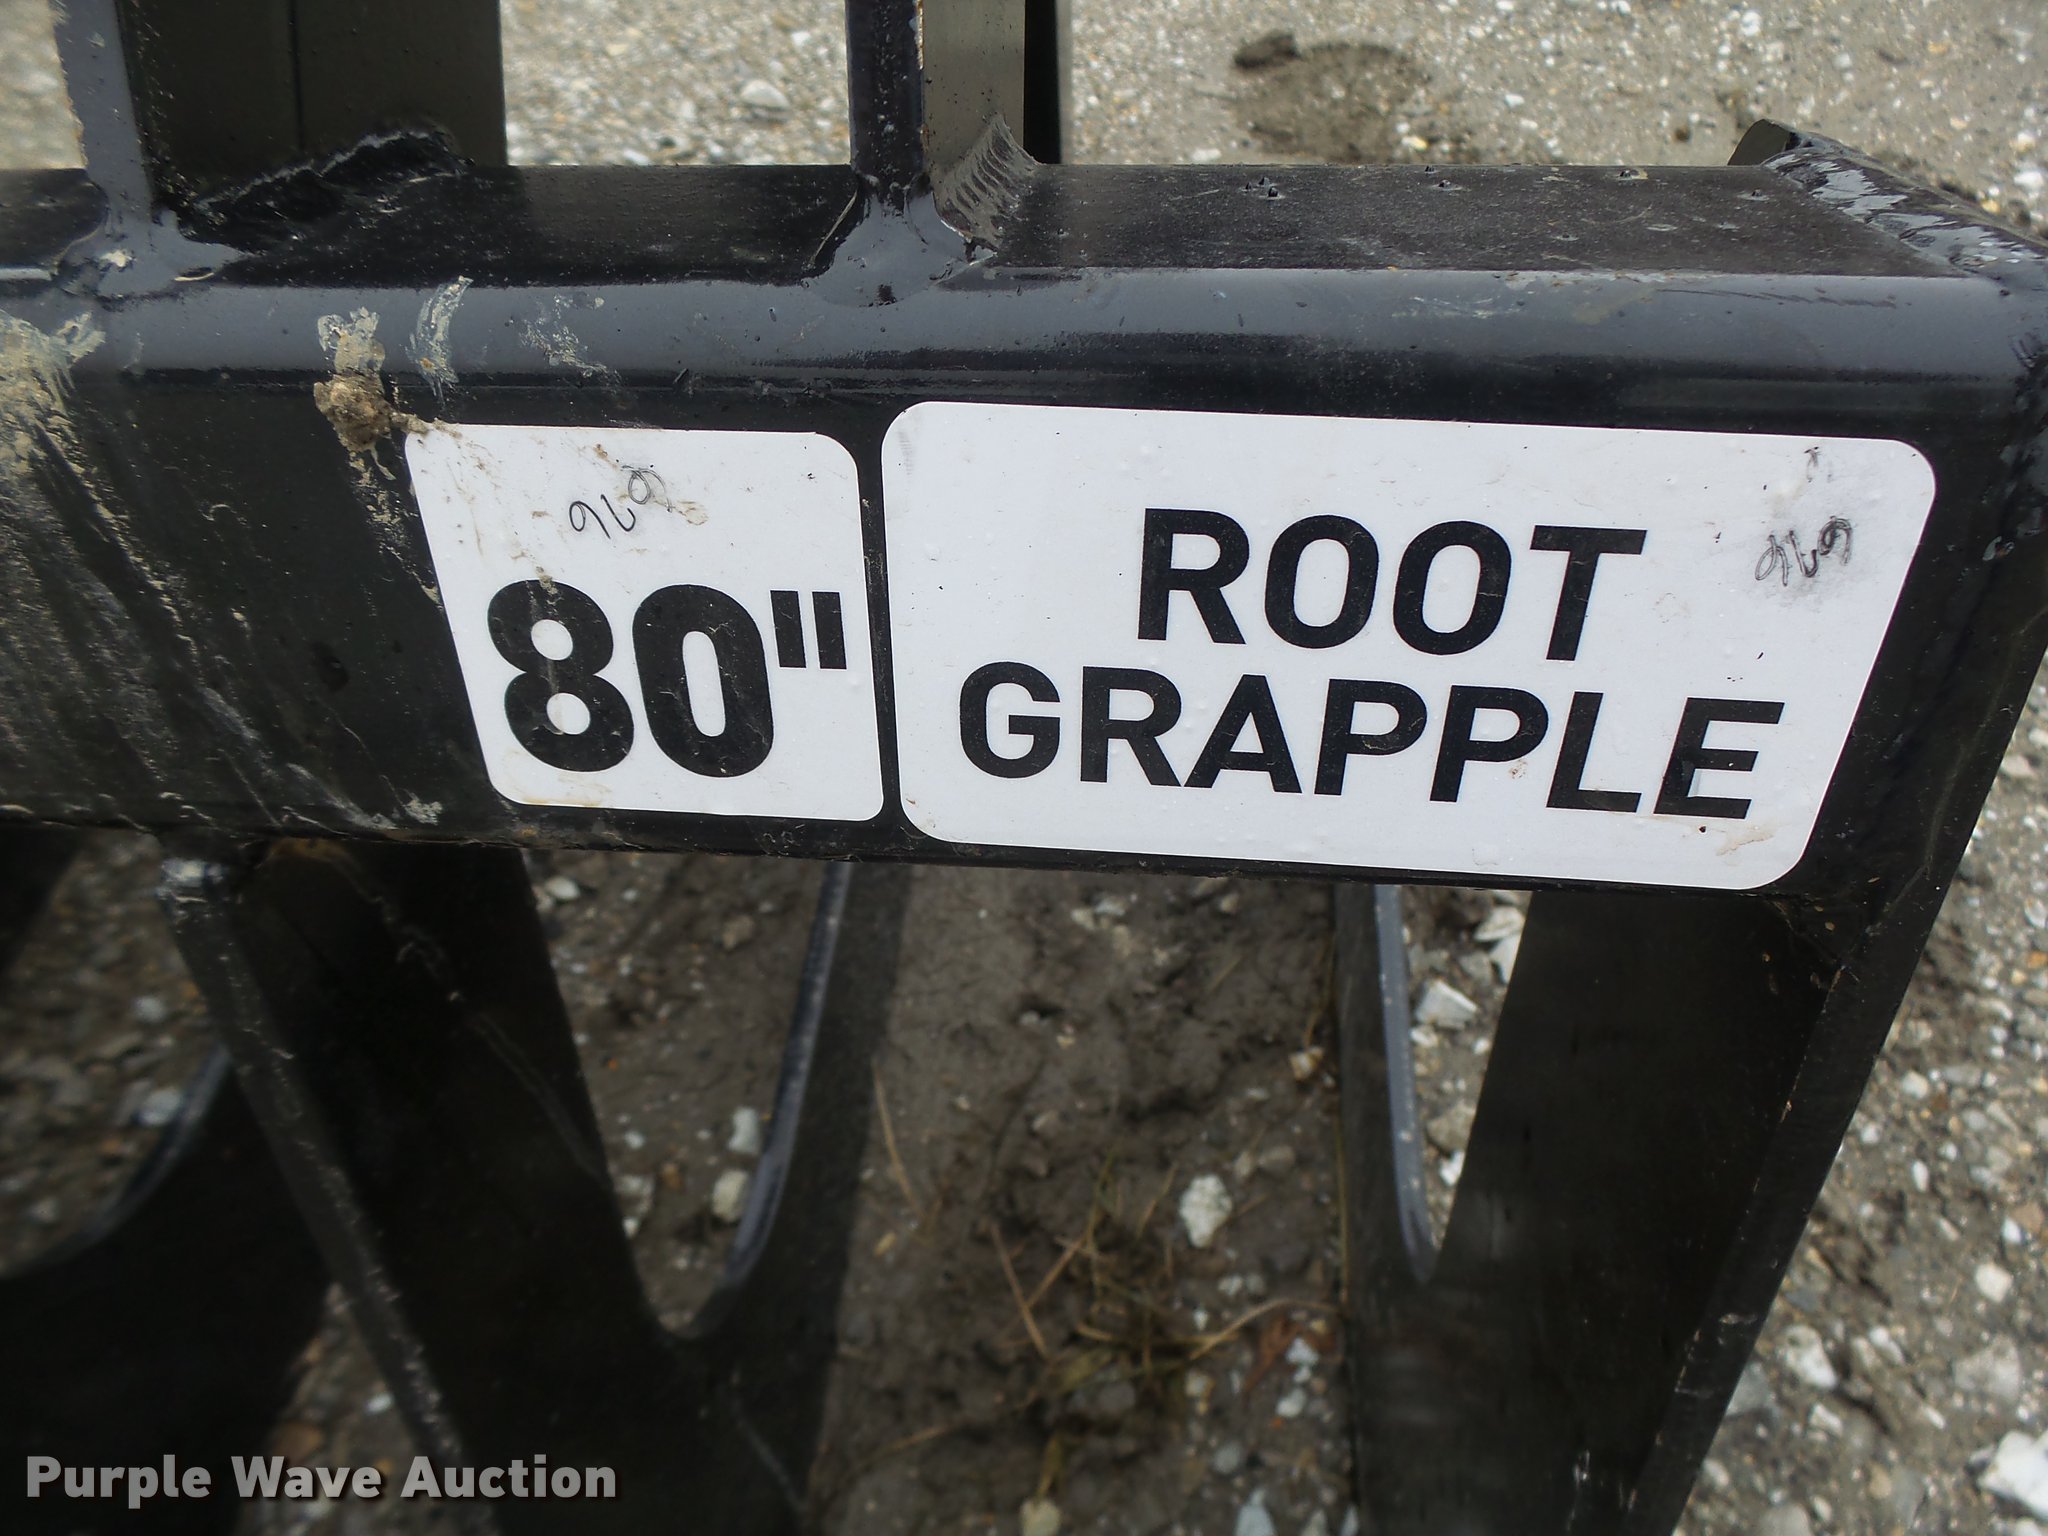 80"
ROOT
GRAPPLE
Purple Wave Auction